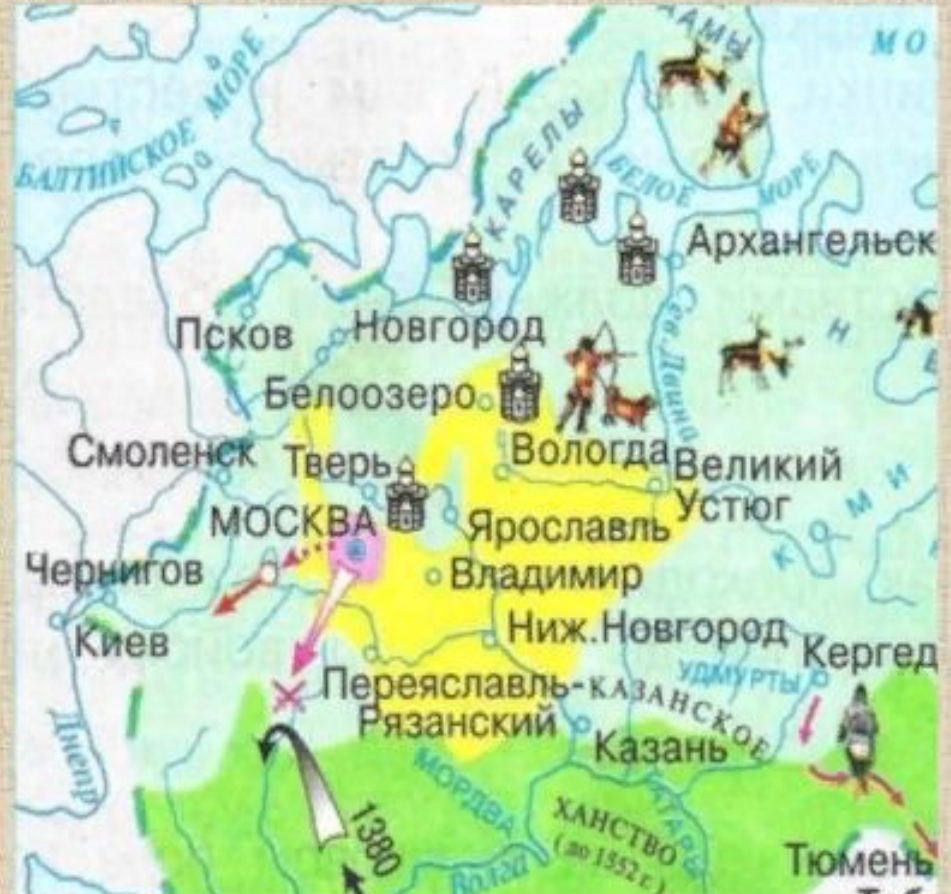 МО
БАЛТИЙСКОЕ МОРЕ
КАРЕЛЫ
БЕЛОЕ МОРЕ
Архангельск
Сев. Двина
Псков
Новгород
Белоозеро
Смоленск
Тверь
Вологда
Великий
Устюг
КОМИ
МОСКВА
Ярославль
Чернигов
Владимир
Киев
Ниж.Новгород
Кергед
УДМУРТЫ
Переяславль-
Рязанский
КАЗАНСКОЕ
Казань
Днепр
МОРДВА
ХАНСТВО
(до 1552 г.)
1380
Волга
Тюмень